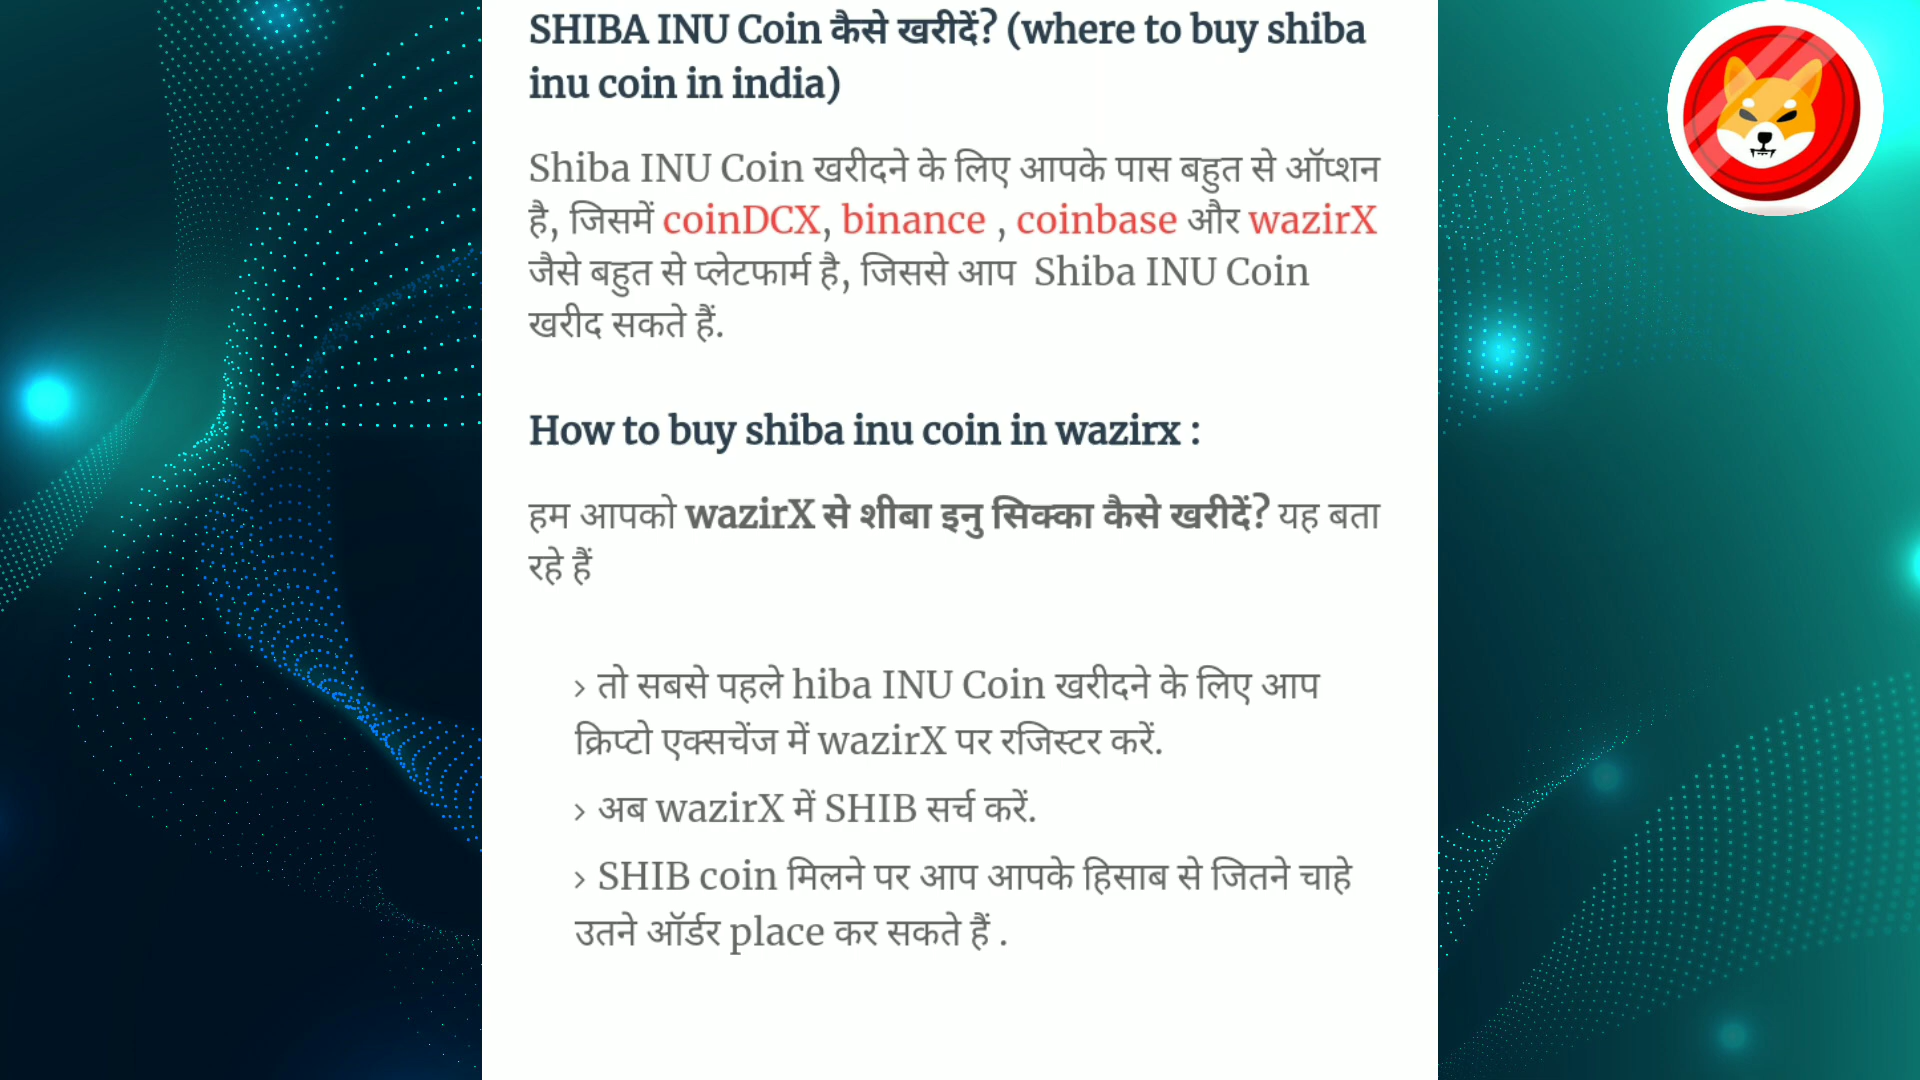 SHIBA INU Coin कैसे खरीदें? (where to buy shiba
inu coin in india)
Shiba INU Coin खरीदने के लिए आपके पास बहुत से ऑप्शन
है, जिसमें coinDCX, binance , coinbase और wazirX
जैसे बहुत से प्लेटफार्म है, जिससे आप  Shiba INU Coin
खरीद सकते हैं.
How to buy shiba inu coin in wazirx :
हम आपको wazirX से शीबा इनु सिक्का कैसे खरीदें? यह बता
रहे हैं
› तो सबसे पहले hiba INU Coin खरीदने के लिए आप
क्रिप्टो एक्सचेंज में wazirX पर रजिस्टर करें.
› अब wazirX में SHIB सर्च करें.
› SHIB coin मिलने पर आप आपके हिसाब से जितने चाहे
उतने ऑर्डर place कर सकते हैं .